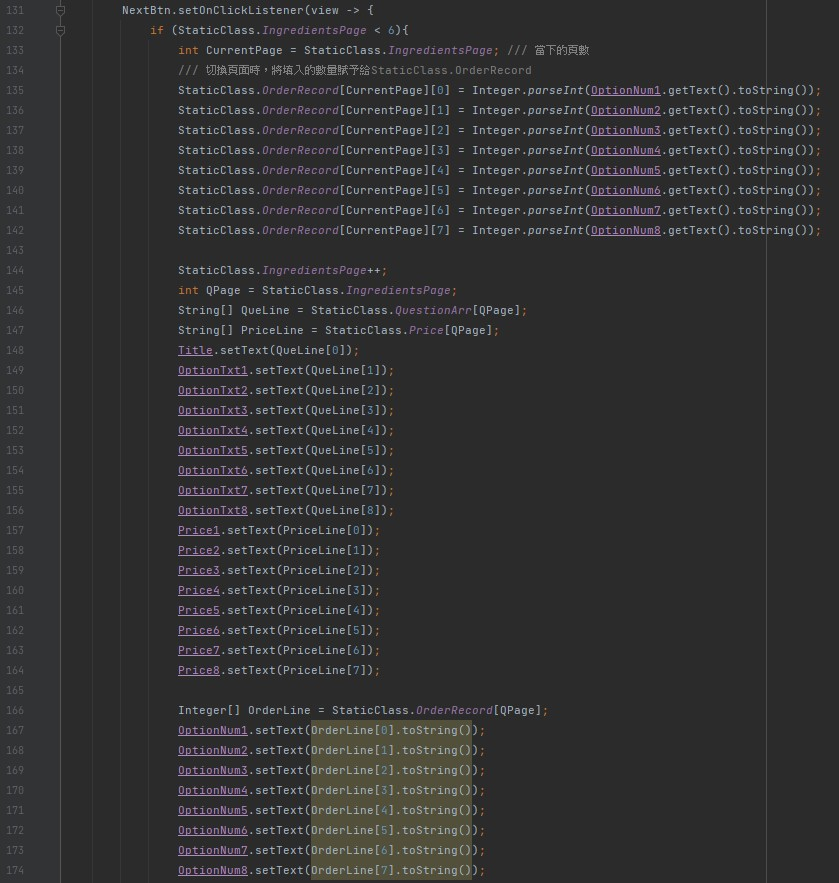 131 NextBtn.setOnClickListener(view -> {
132 if (StaticClass.IngredientsPage < 6){
133 int CurrentPage = StaticClass.IngredientsPage; /// 當下的頁數
134 /// 切換頁面時，將填入的數量賦予給StaticClass.OrderRecord
135 StaticClass.OrderRecord[CurrentPage][0] = Integer.parseInt(OptionNum1.getText().toString());
136 StaticClass.OrderRecord[CurrentPage][1] = Integer.parseInt(OptionNum2.getText().toString());
137 StaticClass.OrderRecord[CurrentPage][2] = Integer.parseInt(OptionNum3.getText().toString());
138 StaticClass.OrderRecord[CurrentPage][3] = Integer.parseInt(OptionNum4.getText().toString());
139 StaticClass.OrderRecord[CurrentPage][4] = Integer.parseInt(OptionNum5.getText().toString());
140 StaticClass.OrderRecord[CurrentPage][5] = Integer.parseInt(OptionNum6.getText().toString());
141 StaticClass.OrderRecord[CurrentPage][6] = Integer.parseInt(OptionNum7.getText().toString());
142 StaticClass.OrderRecord[CurrentPage][7] = Integer.parseInt(OptionNum8.getText().toString());
143
144 StaticClass.IngredientsPage++;
145 int QPage = StaticClass.IngredientsPage;
146 String[] QueLine = StaticClass.QuestionArr[QPage];
147 String[] PriceLine = StaticClass.Price[QPage];
148 Title.setText(QueLine[0]);
149 OptionTxt1.setText(QueLine[1]);
150 OptionTxt2.setText(QueLine[2]);
151 OptionTxt3.setText(QueLine[3]);
152 OptionTxt4.setText(QueLine[4]);
153 OptionTxt5.setText(QueLine[5]);
154 OptionTxt6.setText(QueLine[6]);
155 OptionTxt7.setText(QueLine[7]);
156 OptionTxt8.setText(QueLine[8]);
157 Price1.setText(PriceLine[0]);
158 Price2.setText(PriceLine[1]);
159 Price3.setText(PriceLine[2]);
160 Price4.setText(PriceLine[3]);
161 Price5.setText(PriceLine[4]);
162 Price6.setText(PriceLine[5]);
163 Price7.setText(PriceLine[6]);
164 Price8.setText(PriceLine[7]);
165
166 Integer[] OrderLine = StaticClass.OrderRecord[QPage];
167 OptionNum1.setText(OrderLine[0].toString());
168 OptionNum2.setText(OrderLine[1].toString());
169 OptionNum3.setText(OrderLine[2].toString());
170 OptionNum4.setText(OrderLine[3].toString());
171 OptionNum5.setText(OrderLine[4].toString());
172 OptionNum6.setText(OrderLine[5].toString());
173 OptionNum7.setText(OrderLine[6].toString());
174 OptionNum8.setText(OrderLine[7].toString());